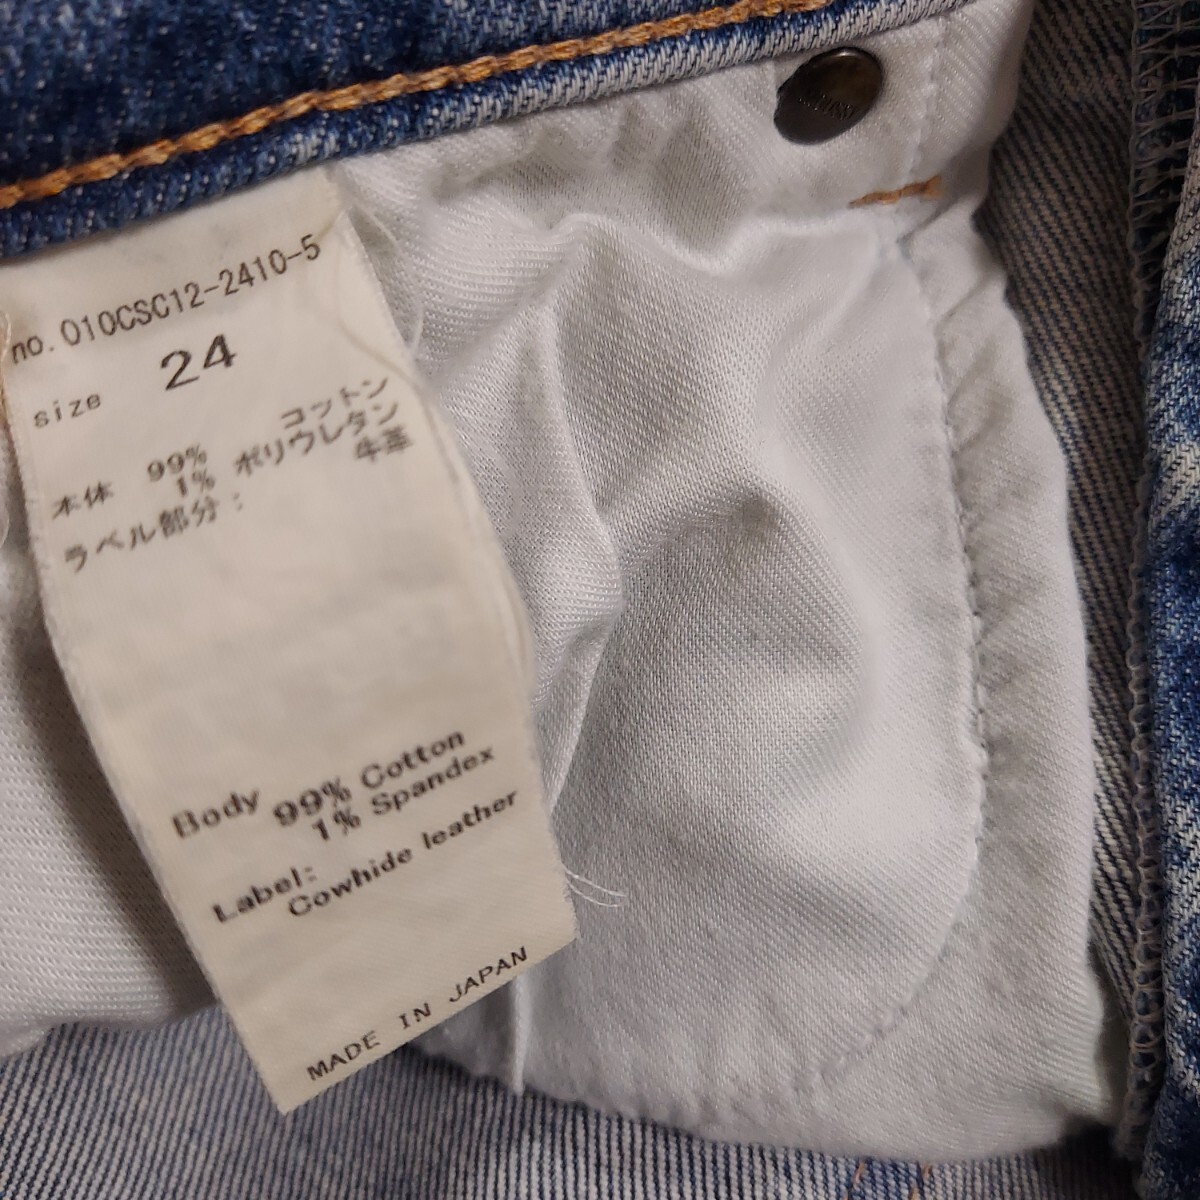 no. 010CSC12-2410-5
size 24
本体 99% コットン
1% ポリウレタン
ラベル部分： 牛革
Body 99% Cotton
1% Spandex
Label:
Cowhide leather
MADE IN JAPAN